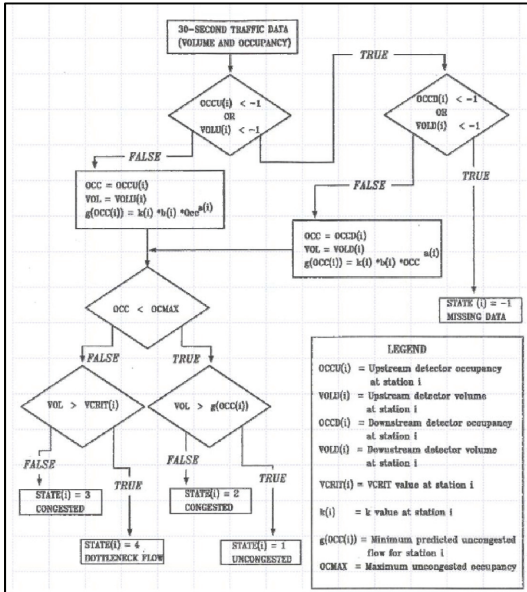 30-SECOND TRAFFIC DATA
(VOLUME AND OCCUPANCY)
TRUE
OCCU(i) < -1
OR
VOLU(i) < -1
OCCD(i) < -1
OR
VOLD(i) < -1
FALSE
TRUE
FALSE
OCC = OCCU(i)
VOL = VOLU(i)
g(OCC(i)) = k(i) *b(i) *Occ a(i)
OCC = OCCD(i)
VOL = VOLD(i)
g(OCC(i)) = k(i) *b(i) *OCC a(i)
STATE (i) = -1
MISSING DATA
OCC < OCMAX
FALSE
TRUE
VOL > VCRIT(i)
VOL > g(OCC(i))
FALSE
TRUE
FALSE
TRUE
STATE(i) = 3
CONGESTED
STATE(i) = 2
CONGESTED
STATE(i) = 4
BOTTLENECK FLOW
STATE(i) = 1
UNCONGESTED
LEGEND
OCCU(i) = Upstream detector occupancy
at station i
VOLU(i) = Upstream detector volume
at station i
OCCD(i) = Downstream detector occupancy
at station i
VOLD(i) = Downstream detector volume
at station i
VCRIT(i) = VCRIT value at station i
k(i) = k value at station i
g(OCC(i)) = Minimum predicted uncongested
flow for station i
OCMAX = Maximum uncongested occupancy